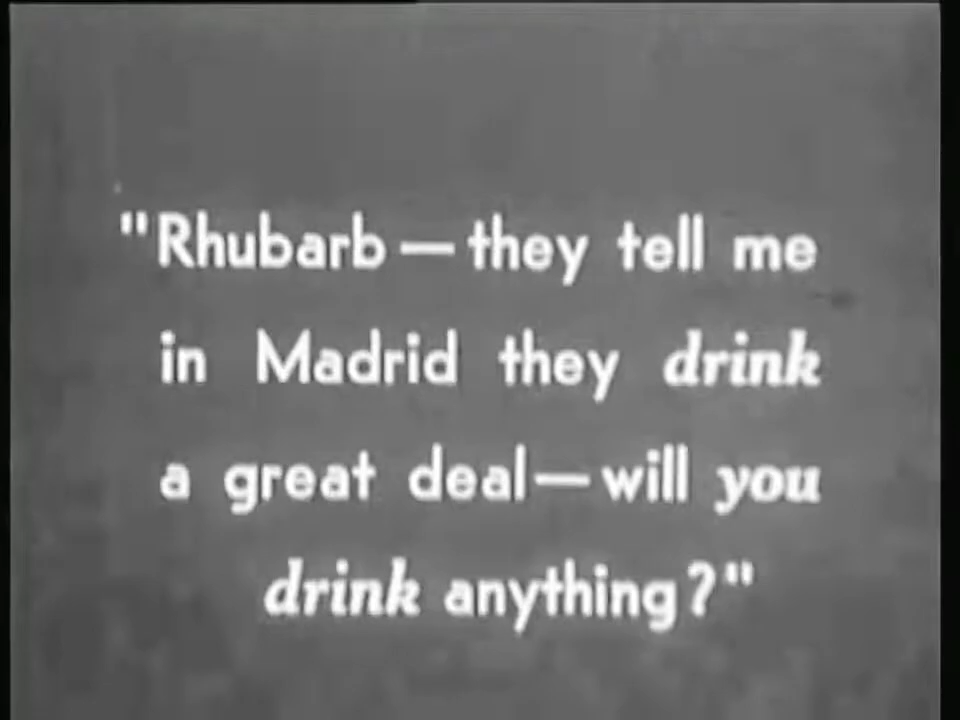 "Rhubarb — they tell me
in Madrid they drink
a great deal — will you
drink anything?"